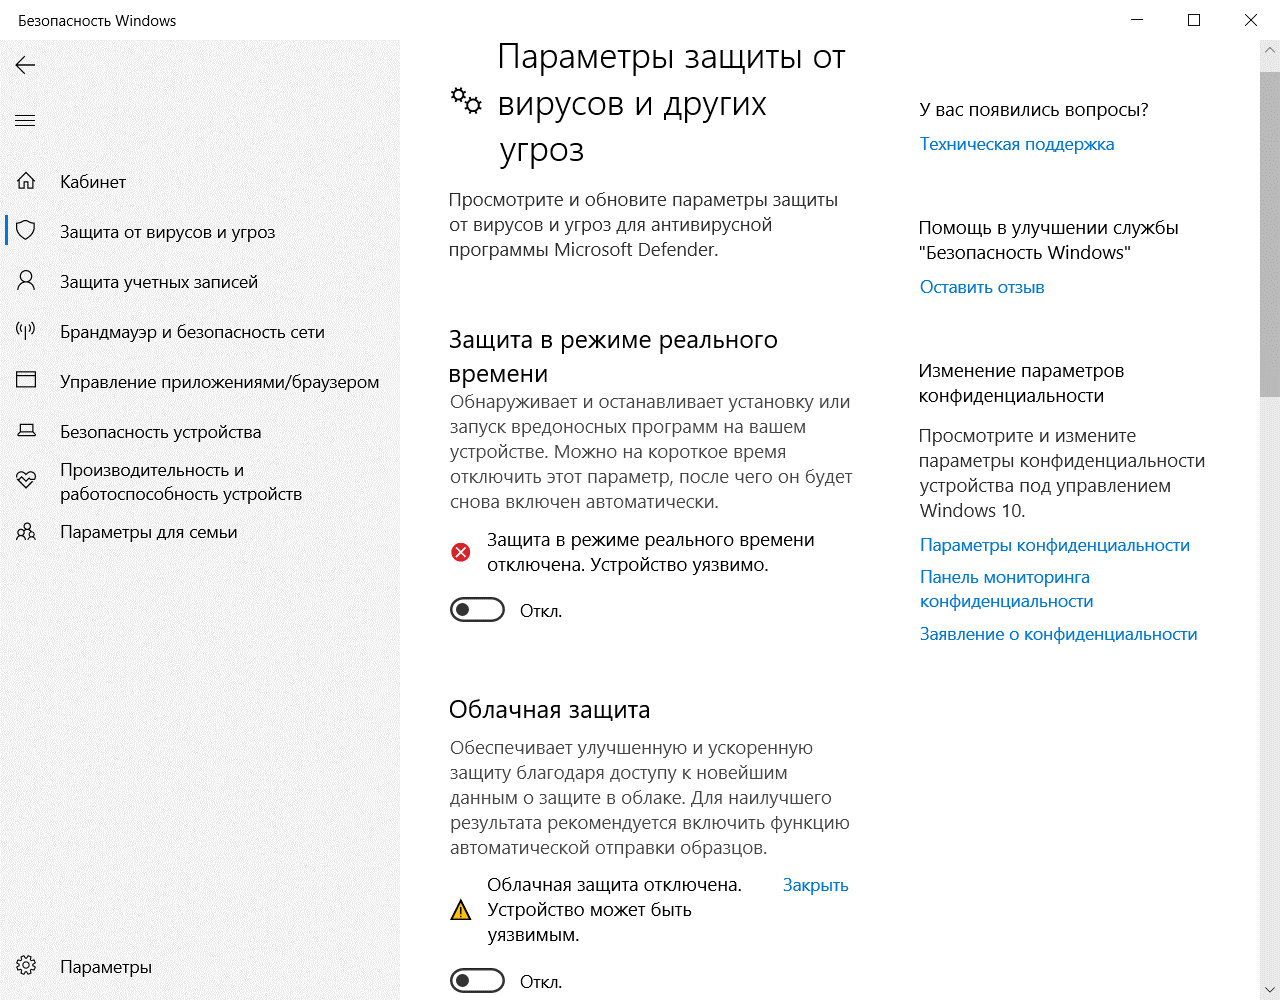 Безопасность Windows
Кабинет
Защита от вирусов и угроз
Защита учетных записей
Брандмауэр и безопасность сети
Управление приложениями/браузером
Безопасность устройства
Производительность и
работоспособность устройств
Параметры для семьи
Параметры
Параметры защиты от
вирусов и других
угроз
Просмотрите и обновите параметры защиты
от вирусов и угроз для антивирусной
программы Microsoft Defender.
Защита в режиме реального
времени
Обнаруживает и останавливает установку или
запуск вредоносных программ на вашем
устройстве. Можно на короткое время
отключить этот параметр, после чего он будет
снова включен автоматически.
Защита в режиме реального времени
отключена. Устройство уязвимо.
Откл.
Облачная защита
Обеспечивает улучшенную и ускоренную
защиту благодаря доступу к новейшим
данным о защите в облаке. Для наилучшего
результата рекомендуется включить функцию
автоматической отправки образцов.
Облачная защита отключена.
Устройство может быть
уязвимым.
Закрыть
Откл.
У вас появились вопросы?
Техническая поддержка
Помощь в улучшении службы
"Безопасность Windows"
Оставить отзыв
Изменение параметров
конфиденциальности
Просмотрите и измените
параметры конфиденциальности
устройства под управлением
Windows 10.
Параметры конфиденциальности
Панель мониторинга
конфиденциальности
Заявление о конфиденциальности